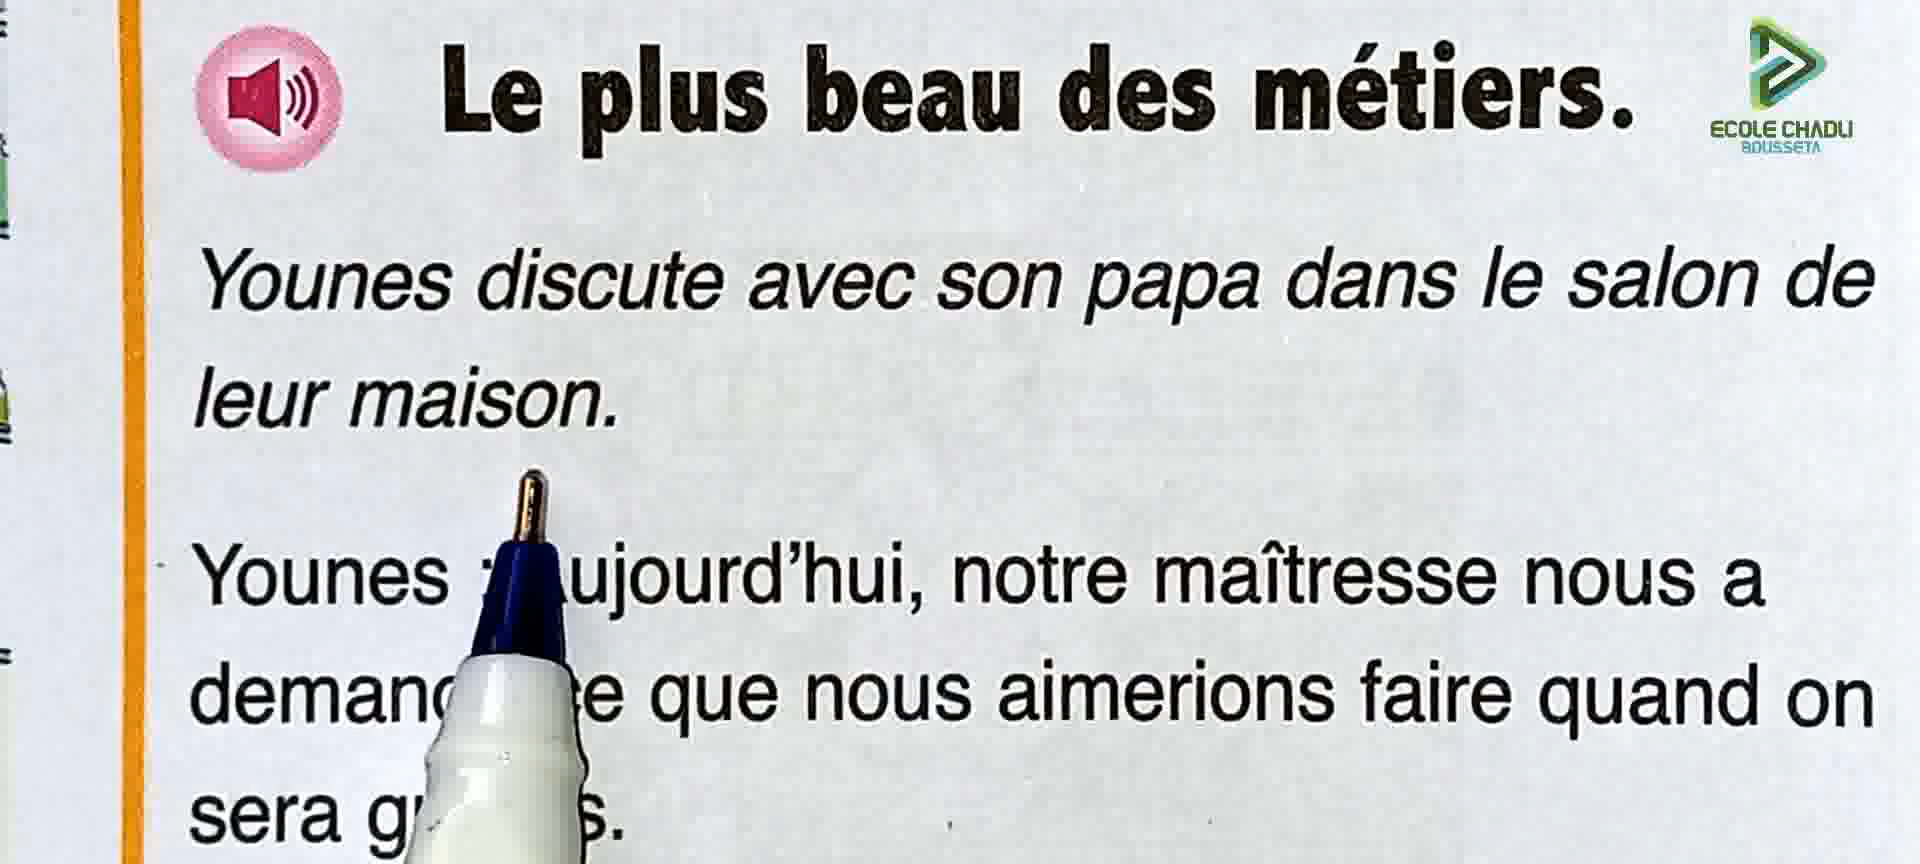 Le plus beau des métiers.
ECOLE CHADLI
BOUSSETA
Younes discute avec son papa dans le salon de
leur maison.
Younes ujourd'hui, notre maîtresse nous a
ce que nous aimerions faire quand on
sera